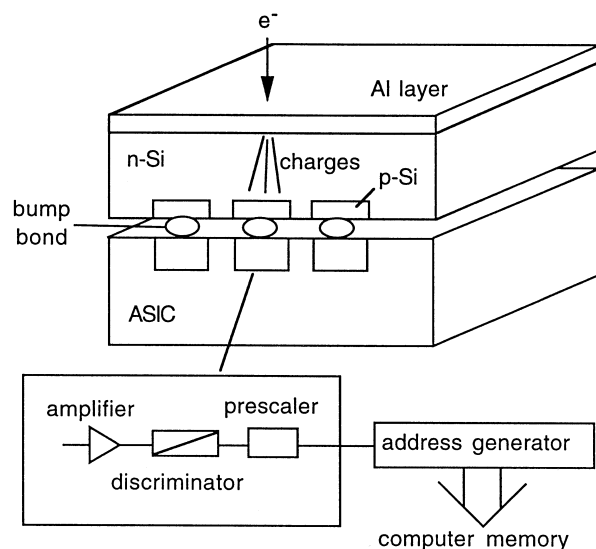 e-
Al layer
n-Si
charges
p-Si
bump
bond
ASIC
amplifier
prescaler
discriminator
address generator
computer memory